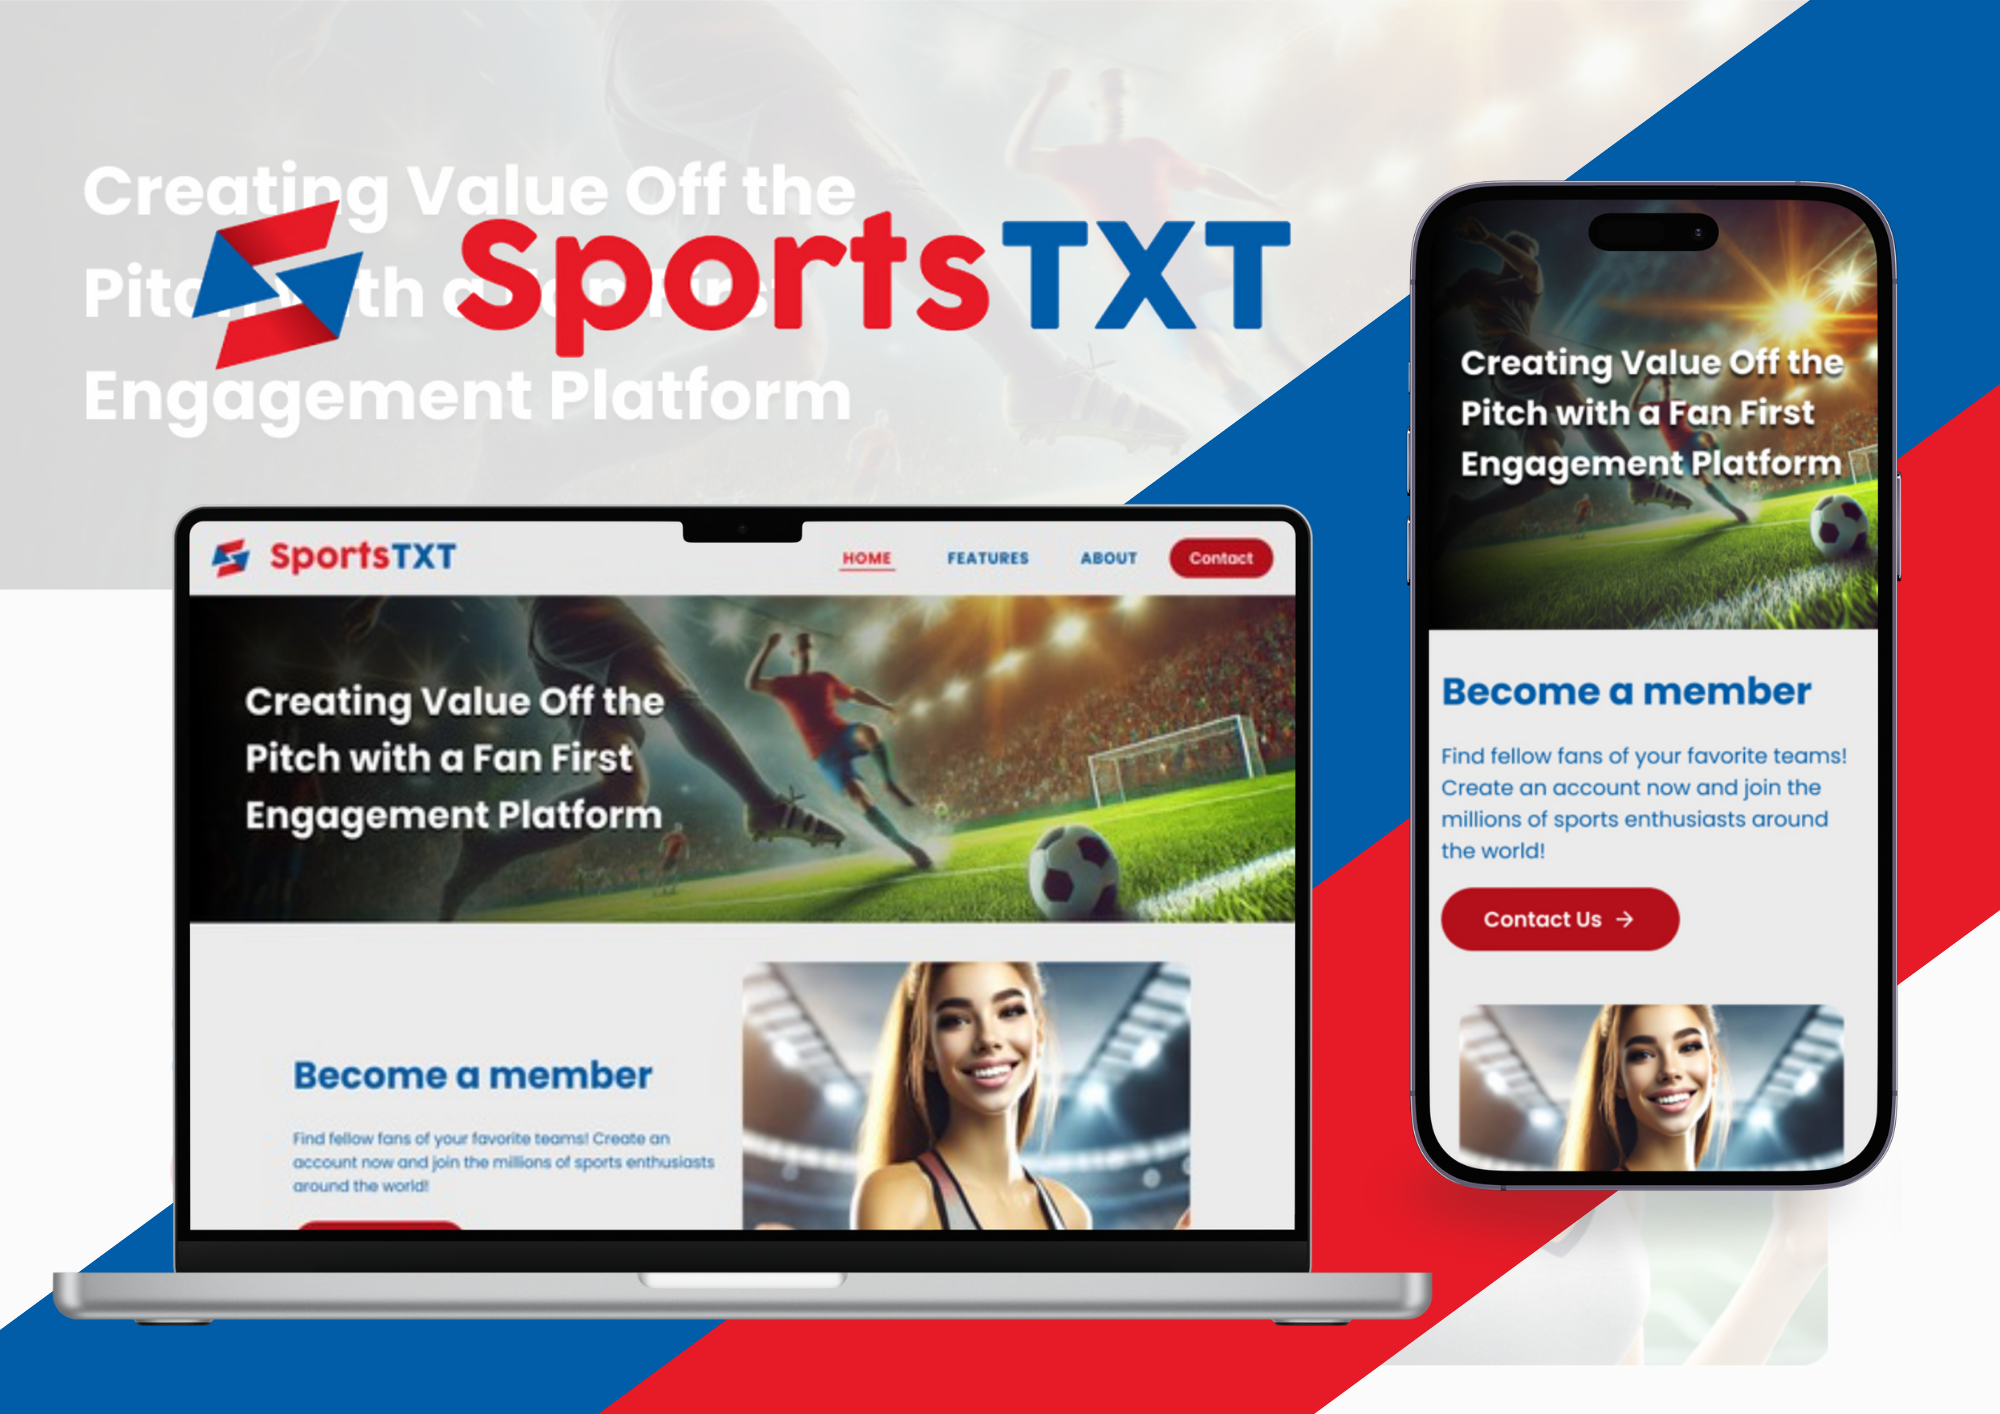 Creating Value Off the
Pitch with a Fan First
Engagement Platform
SportsTXT
SportsTXT
HOME
FEATURES
ABOUT
Contact
Creating Value Off the
Pitch with a Fan First
Engagement Platform
Become a member
Find fellow fans of your favorite teams! Create an
account now and join the millions of sports enthusiasts
around the world!
Creating Value Off the
Pitch with a Fan First
Engagement Platform
Become a member
Find fellow fans of your favorite teams!
Create an account now and join the
millions of sports enthusiasts around
the world!
Contact Us →